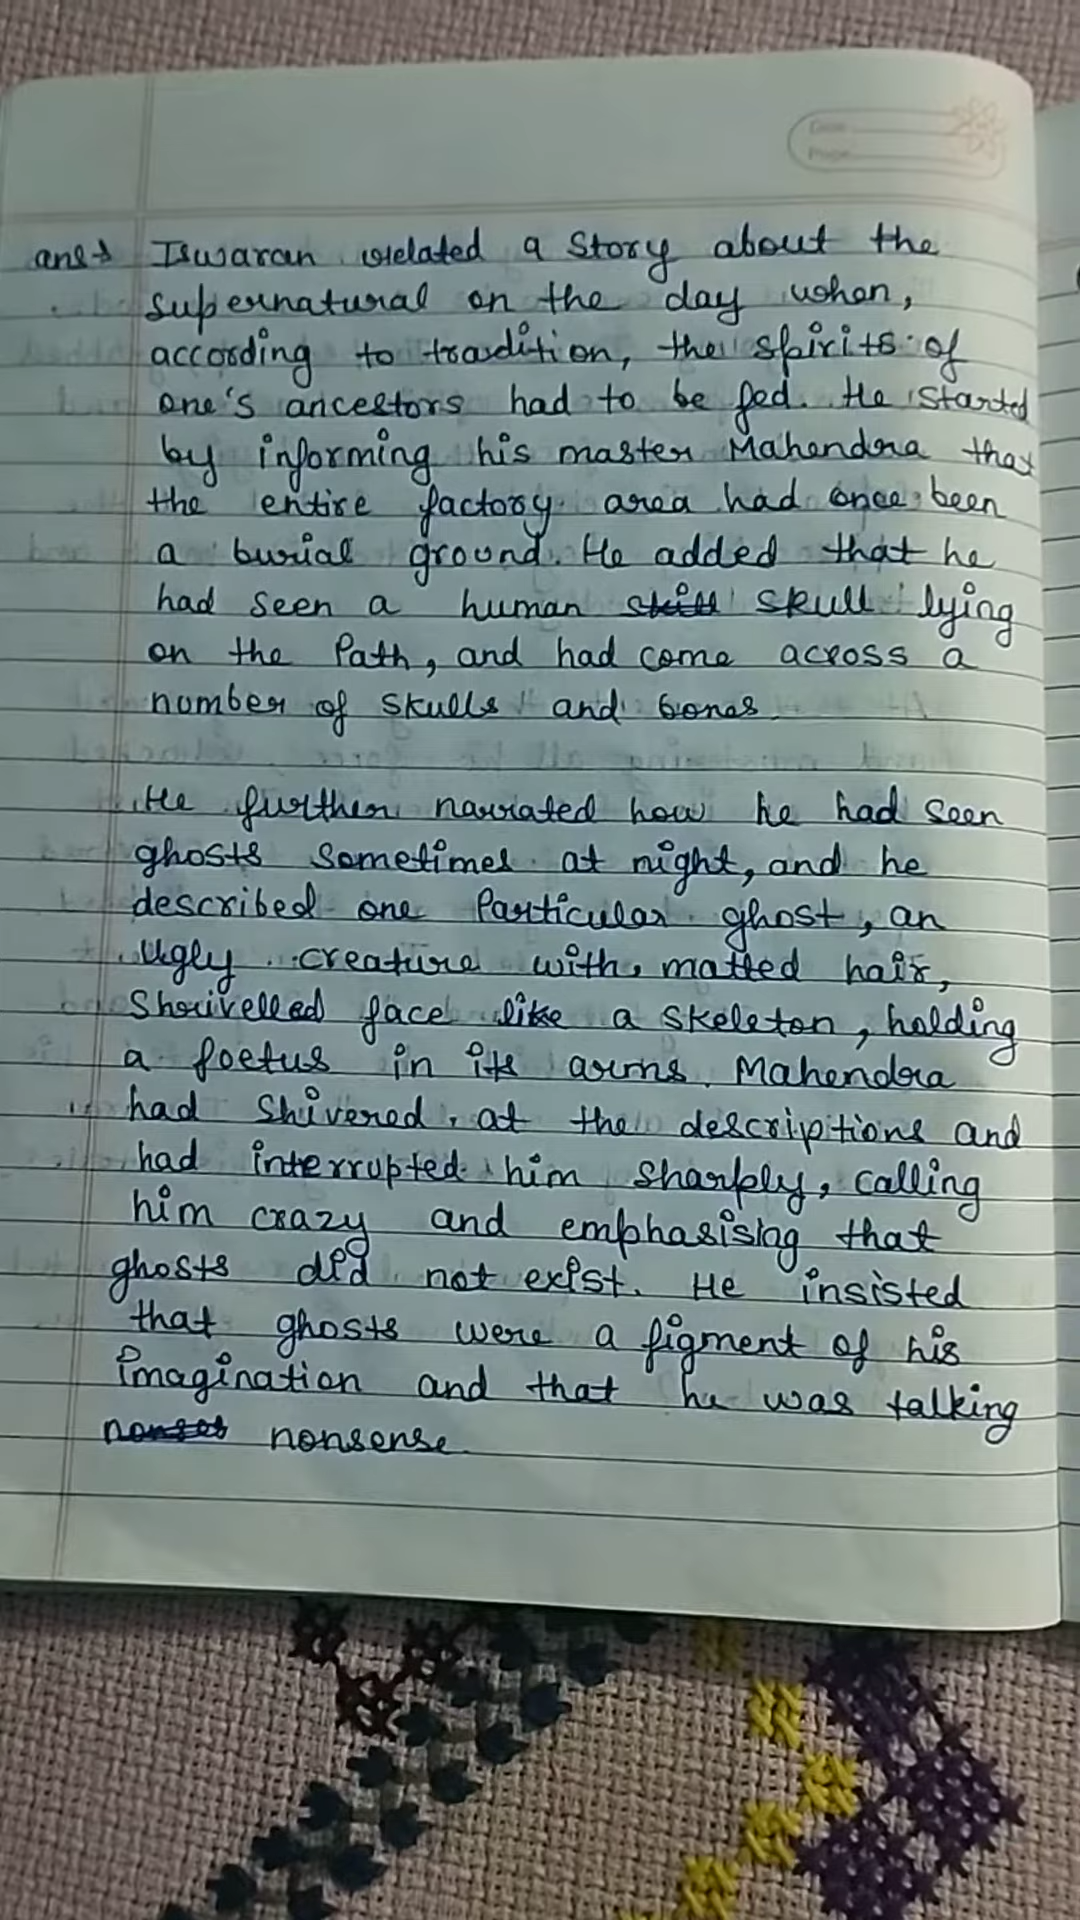 ans→ Iswaran related a Story about the
supernatural on the day when,
according to tradition, the spirits of
one's ancestors had to be fed. He Started
by informing his master Mahendra that
the entire factory area had once been
a burial ground. He added that he
had seen a human skill skull lying
on the Path, and had come across a
number of skulls and bones.
He further narrated how he had seen
ghosts sometimes at night, and he
described one Particular ghost, an
Ugly creature with matted hair,
Shrivelled face like a skeleton, holding
a foetus in its arms. Mahendra
had shivered at the descriptions and
had interrupted him sharply, calling
him crazy and emphasising that
ghosts did not exist. He insisted
that ghosts were a figment of his
imagination and that he was talking
nonses nonsense.